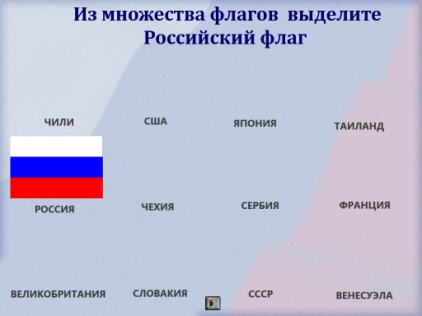 Из множества флагов выделите
Российский флаг
ЧИЛИ США ЯПОНИЯ ТАИЛАНД
РОССИЯ ЧЕХИЯ СЕРБИЯ ФРАНЦИЯ
ВЕЛИКОБРИТАНИЯ СЛОВАКИЯ СССР ВЕНЕСУЭЛА